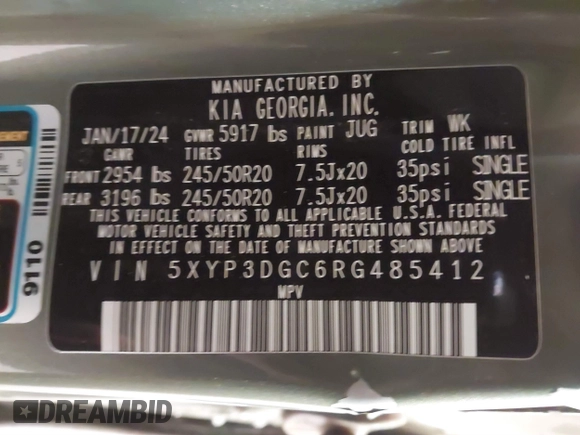 MANUFACTURED BY
KIA GEORGIA. INC.
JAN/17/24 GVWR 5917 lbs PAINT JUG TRIM WK
GAWR TIRES RIMS COLD TIRE INFL
FRONT 2954 lbs 245/50R20 7.5Jx20 35psi SINGLE
REAR 3196 lbs 245/50R20 7.5Jx20 35psi SINGLE
THIS VEHICLE CONFORMS TO ALL APPLICABLE U.S.A. FEDERAL
MOTOR VEHICLE SAFETY AND THEFT PREVENTION STANDARDS
IN EFFECT ON THE DATE OF MANUFACTURE SHOWN ABOVE.
VIN 5XYP3DGC6RG485412
MPV
9110
DREAMBID